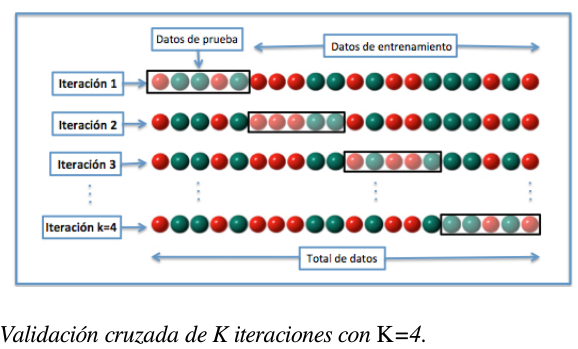 Datos de prueba
Datos de entrenamiento
Iteración 1
Iteración 2
Iteración 3
Iteración k=4
Total de datos
Validación cruzada de K iteraciones con K=4.